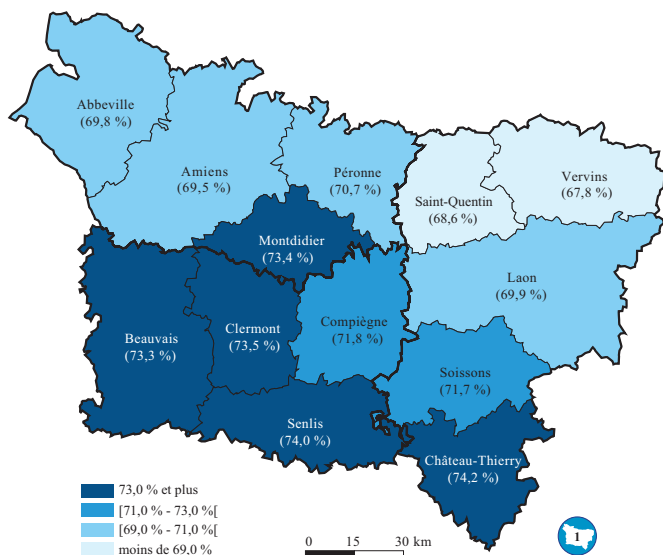 Abbeville
(69,8 %)
Amiens
(69,5 %)
Péronne
(70,7 %)
Saint-Quentin
(68,6 %)
Vervins
(67,8 %)
Montdidier
(73,4 %)
Laon
(69,9 %)
Beauvais
(73,3 %)
Clermont
(73,5 %)
Compiègne
(71,8 %)
Soissons
(71,7 %)
Senlis
(74,0 %)
Château-Thierry
(74,2 %)
73,0 % et plus
[71,0 % - 73,0 %[
[69,0 % - 71,0 %[
moins de 69,0 %
0 15 30 km
1